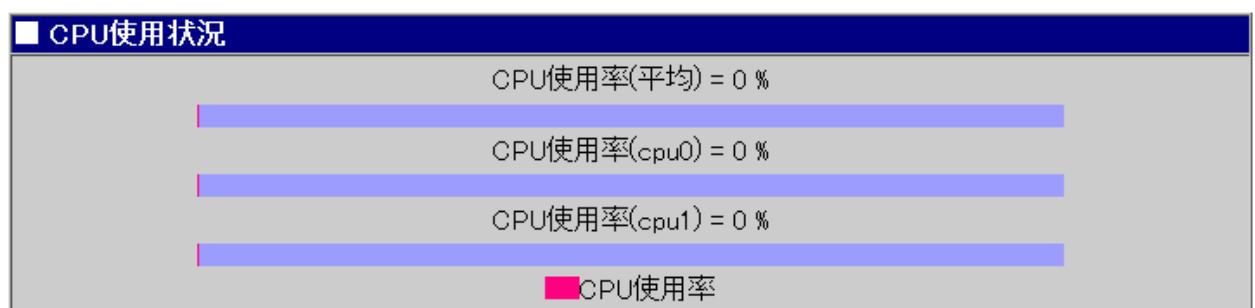 ■ CPU使用状況
CPU使用率(平均) = 0 %
CPU使用率(cpu0) = 0 %
CPU使用率(cpu1) = 0 %
CPU使用率